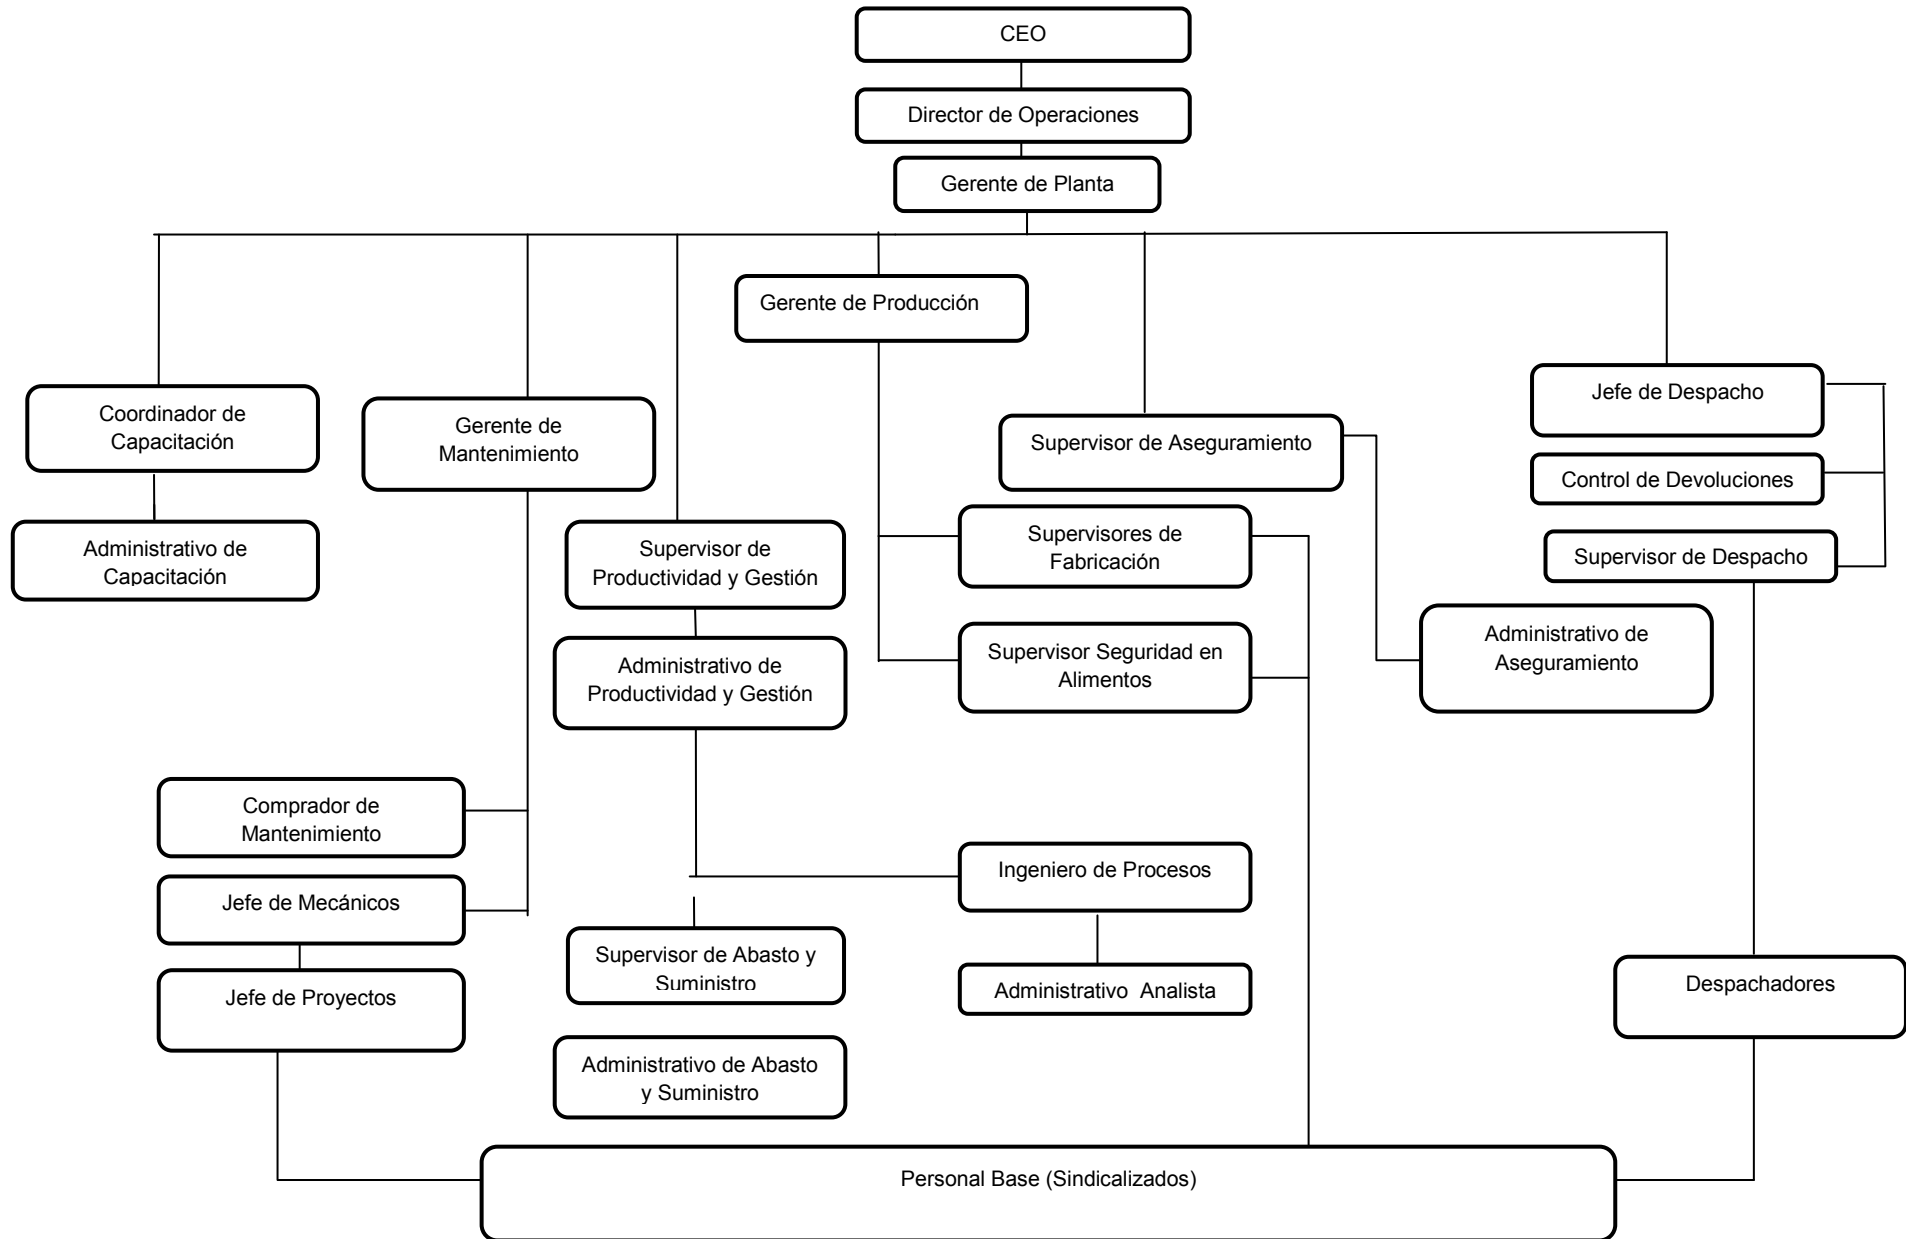 CEO
Director de Operaciones
Gerente de Planta
Gerente de Producción
Coordinador de
Capacitación
Gerente de
Mantenimiento
Supervisor de Aseguramiento
Jefe de Despacho
Control de Devoluciones
Administrativo de
Capacitación
Supervisor de
Productividad y Gestión
Supervisores de
Fabricación
Supervisor de Despacho
Administrativo de
Productividad y Gestión
Supervisor Seguridad en
Alimentos
Administrativo de
Aseguramiento
Comprador de
Mantenimiento
Jefe de Mecánicos
Ingeniero de Procesos
Jefe de Proyectos
Supervisor de Abasto y
Suministro
Administrativo  Analista
Despachadores
Administrativo de Abasto
y Suministro
Personal Base (Sindicalizados)